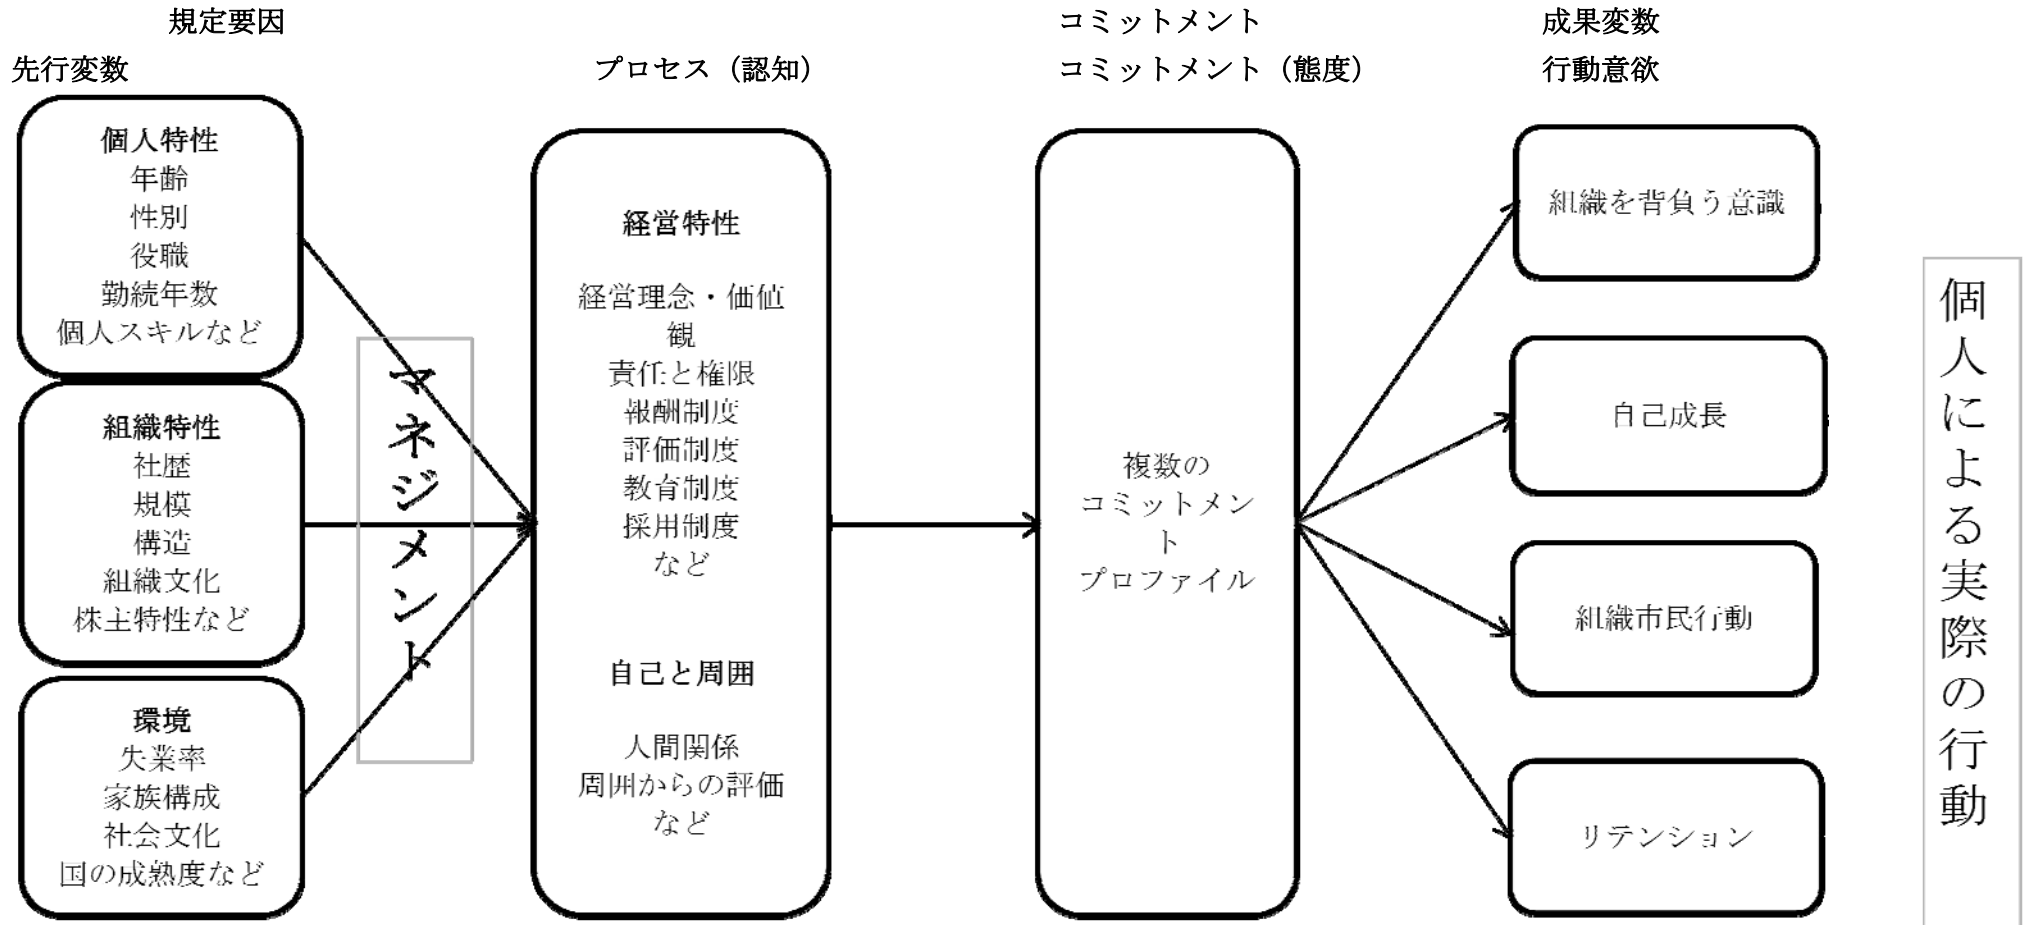 規定要因
コミットメント
成果変数
先行変数
プロセス（認知）
コミットメント（態度）
行動意欲
個人特性
年齢
性別
役職
勤続年数
個人スキルなど
組織特性
社歴
規模
構造
組織文化
株主特性など
環境
失業率
家族構成
社会文化
国の成熟度など
マネジメント
経営特性
経営理念・価値
観
責任と権限
報酬制度
評価制度
教育制度
採用制度
など
自己と周囲
人間関係
周囲からの評価
など
複数の
コミットメン
ト
プロファイル
組織を背負う意識
自己成長
組織市民行動
リテンション
個人による実際の行動